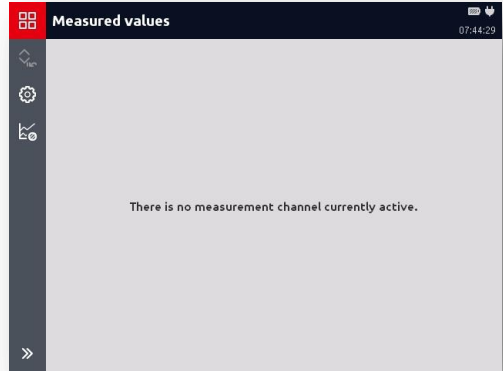 Measured values
07:44:29
There is no measurement channel currently active.